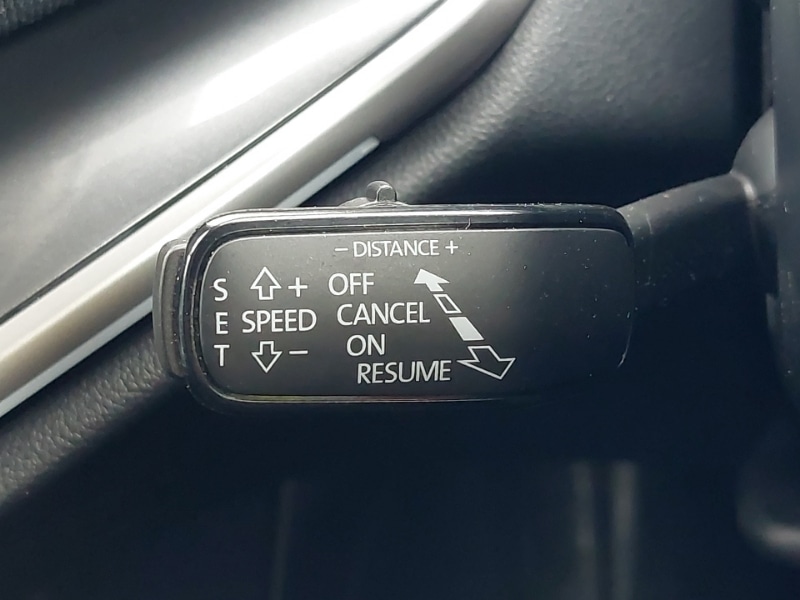 - DISTANCE +
S + OFF
E SPEED CANCEL
T - ON
RESUME